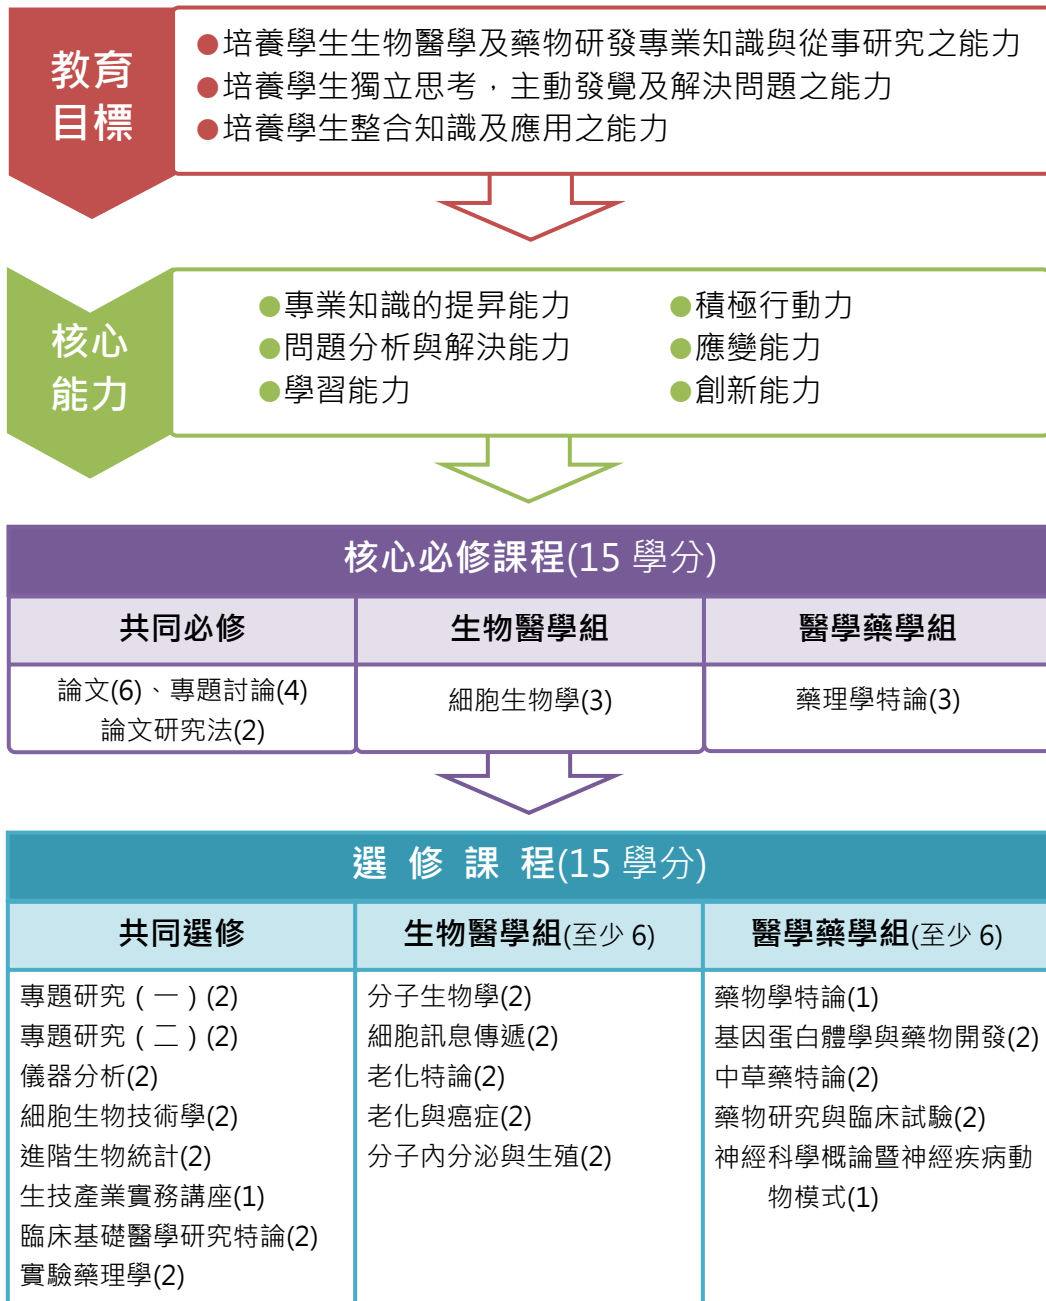 教育
目標
●培養學生生物醫學及藥物研發專業知識與從事研究之能力
●培養學生獨立思考，主動發覺及解決問題之能力
●培養學生整合知識及應用之能力
核心
能力
●專業知識的提昇能力
●問題分析與解決能力
●學習能力
●積極行動力
●應變能力
●創新能力
核心必修課程(15 學分)
共同必修
論文(6)、專題討論(4)
論文研究法(2)
生物醫學組
細胞生物學(3)
醫學藥學組
藥理學特論(3)
選 修 課 程(15 學分)
共同選修
專題研究（一）(2)
專題研究（二）(2)
儀器分析(2)
細胞生物技術學(2)
進階生物統計(2)
生技產業實務講座(1)
臨床基礎醫學研究特論(2)
實驗藥理學(2)
生物醫學組(至少 6)
分子生物學(2)
細胞訊息傳遞(2)
老化特論(2)
老化與癌症(2)
分子內分泌與生殖(2)
醫學藥學組(至少 6)
藥物學特論(1)
基因蛋白體學與藥物開發(2)
中草藥特論(2)
藥物研究與臨床試驗(2)
神經科學概論暨神經疾病動
物模式(1)